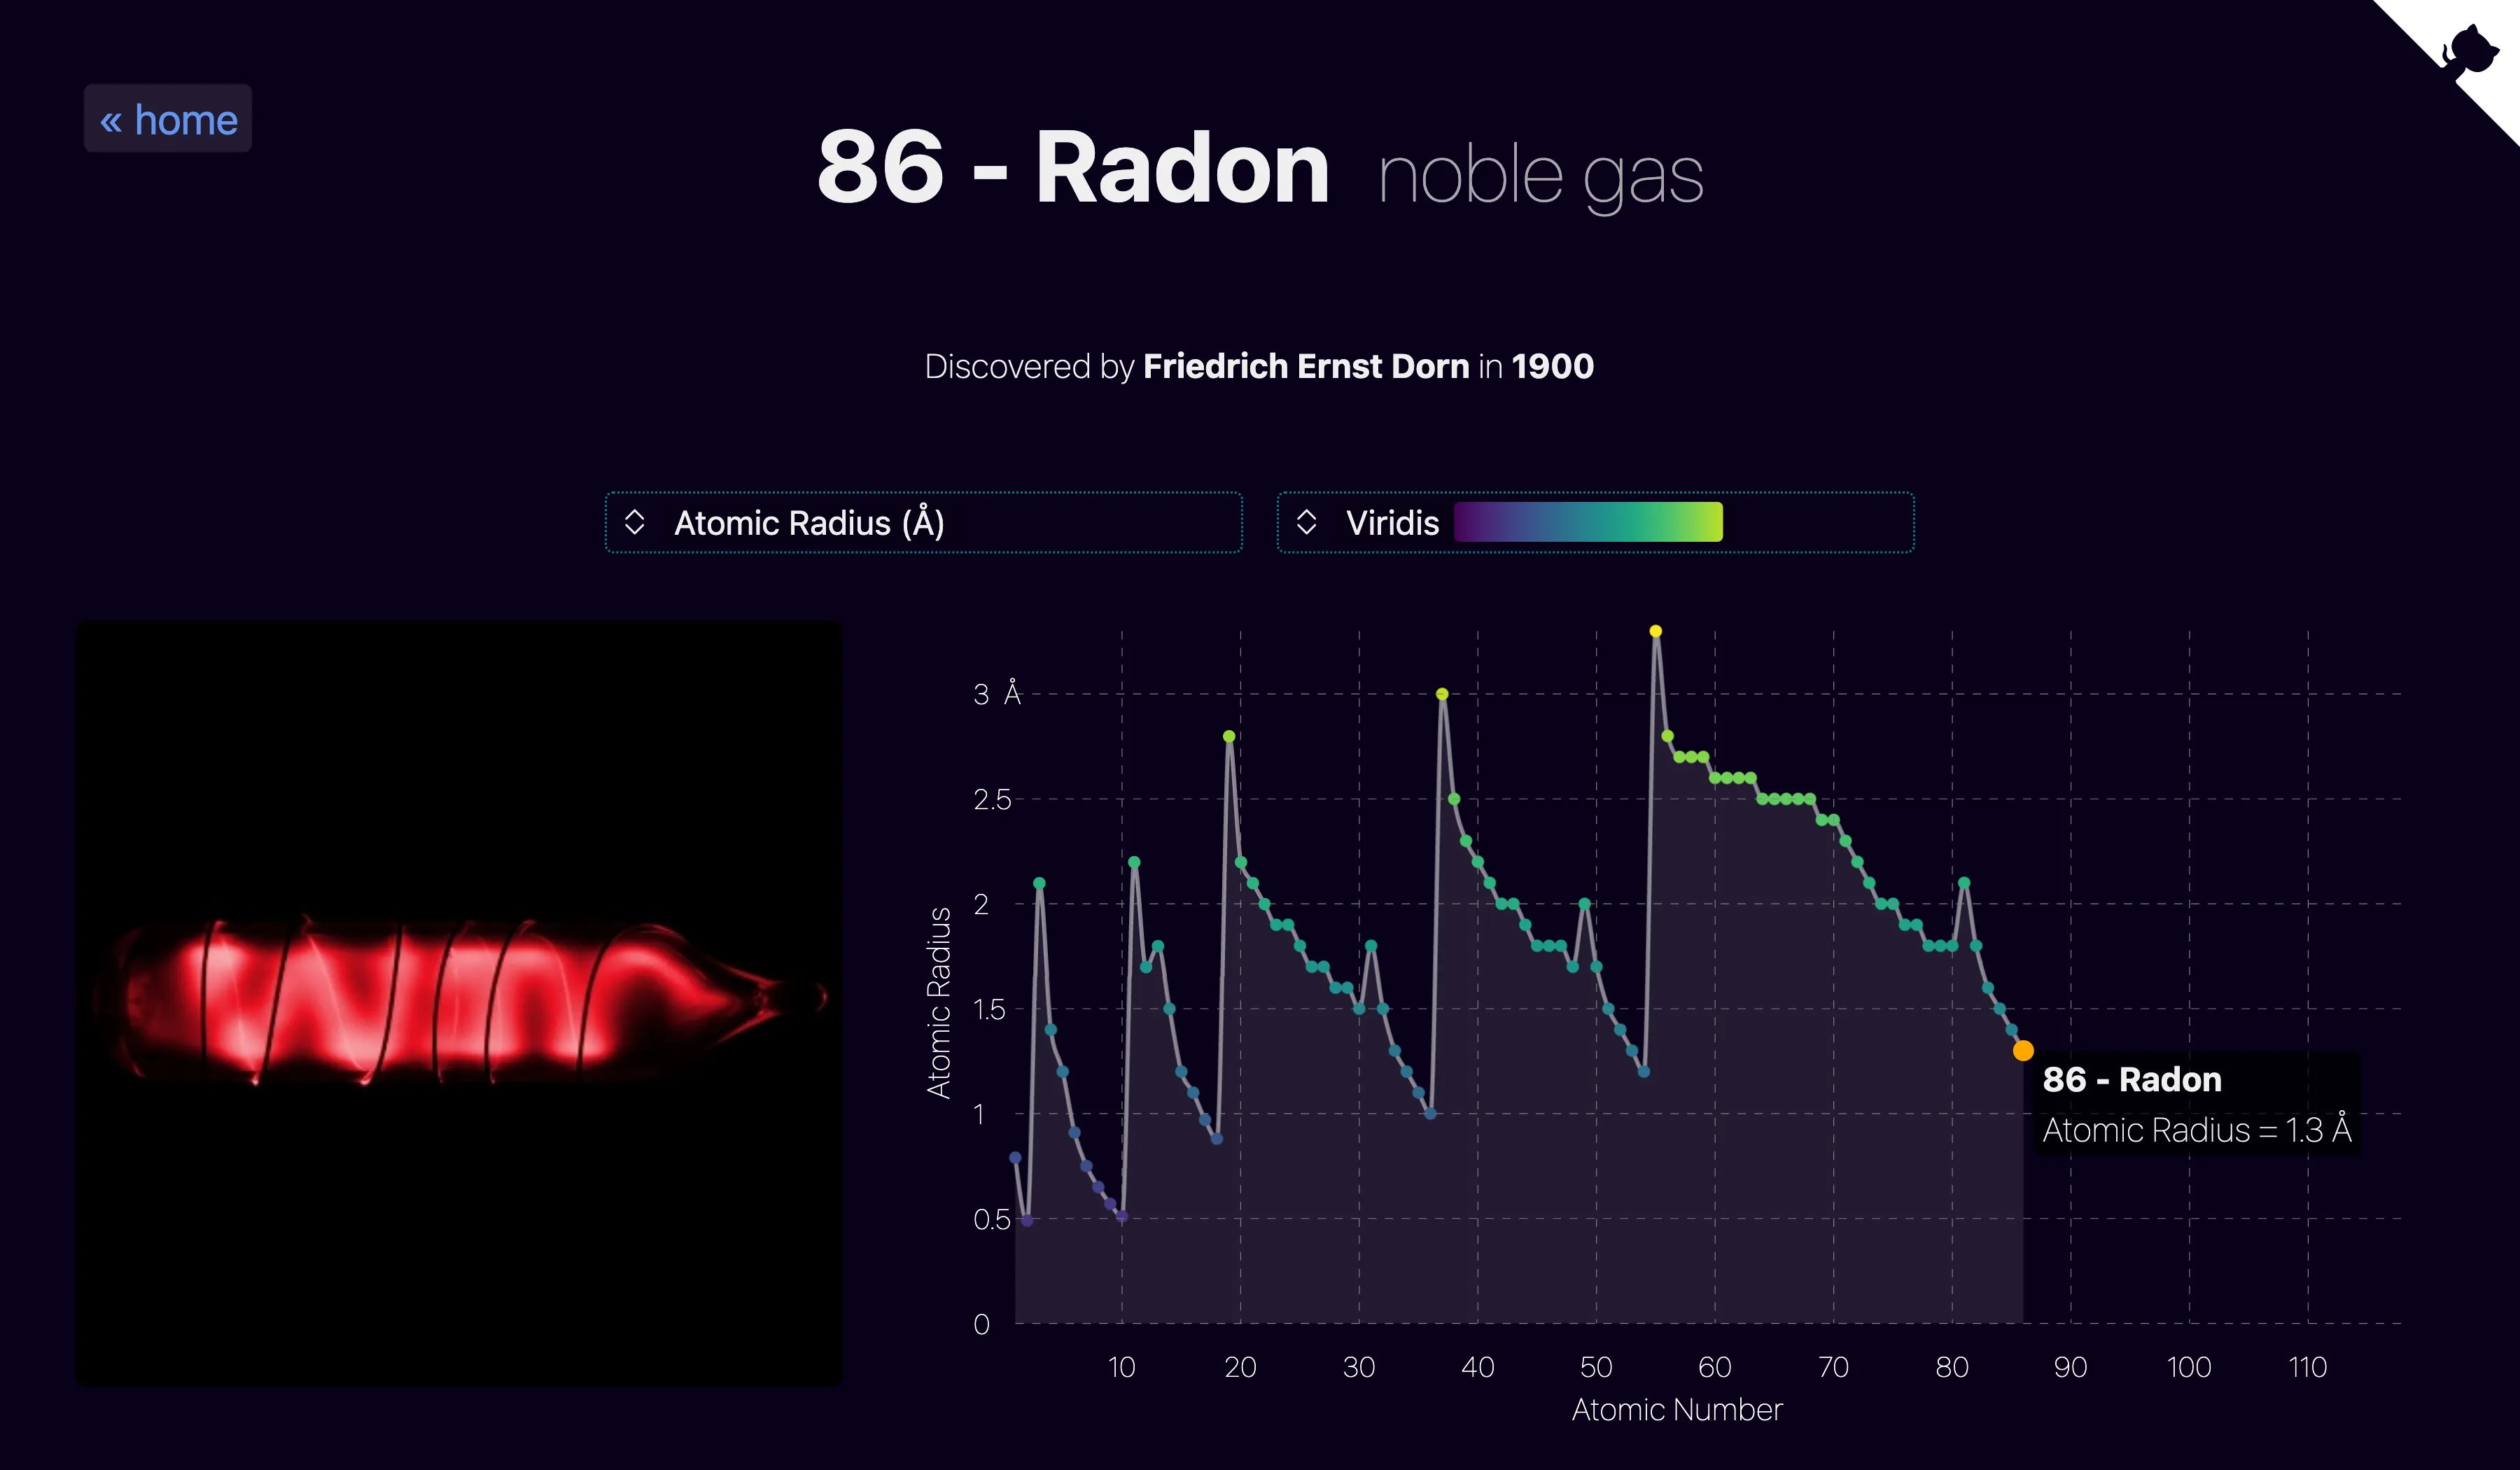 « home
86 - Radon noble gas
Discovered by Friedrich Ernst Dorn in 1900
Atomic Radius (Å)
Viridis
3 Å
2.5
2
1.5
1
0.5
0
Atomic Radius
86 - Radon
Atomic Radius = 1.3 Å
10 20 30 40 50 60 70 80 90 100 110
Atomic Number